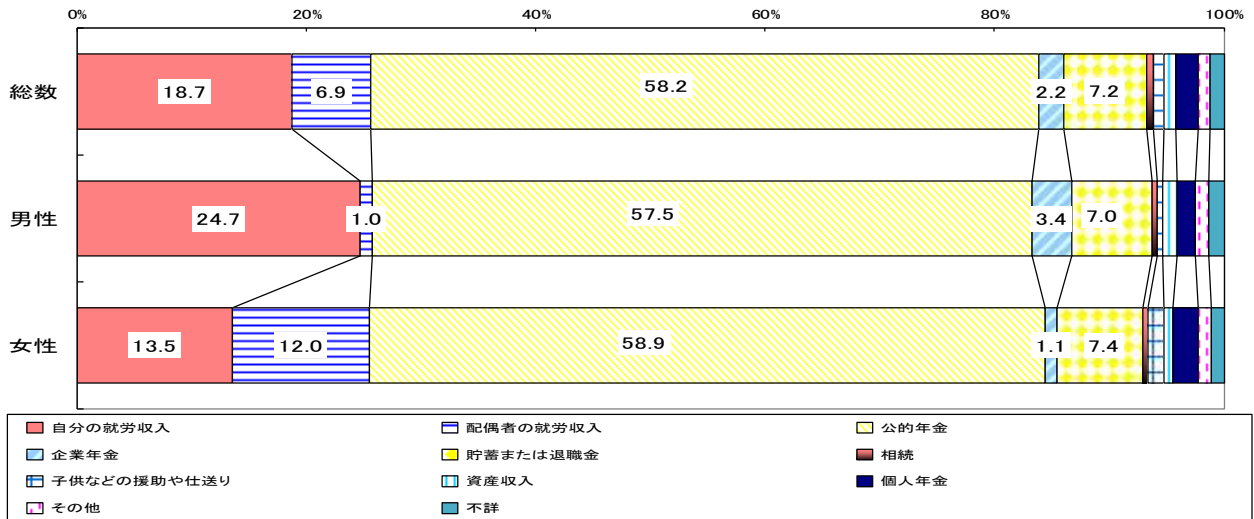 0% 20% 40% 60% 80% 100%
総数 18.7 6.9 58.2 2.2 7.2
男性 24.7 1.0 57.5 3.4 7.0
女性 13.5 12.0 58.9 1.1 7.4
自分の就労収入 配偶者の就労収入 公的年金
企業年金 貯蓄または退職金 相続
子供などの援助や仕送り 資産収入 個人年金
その他 不詳